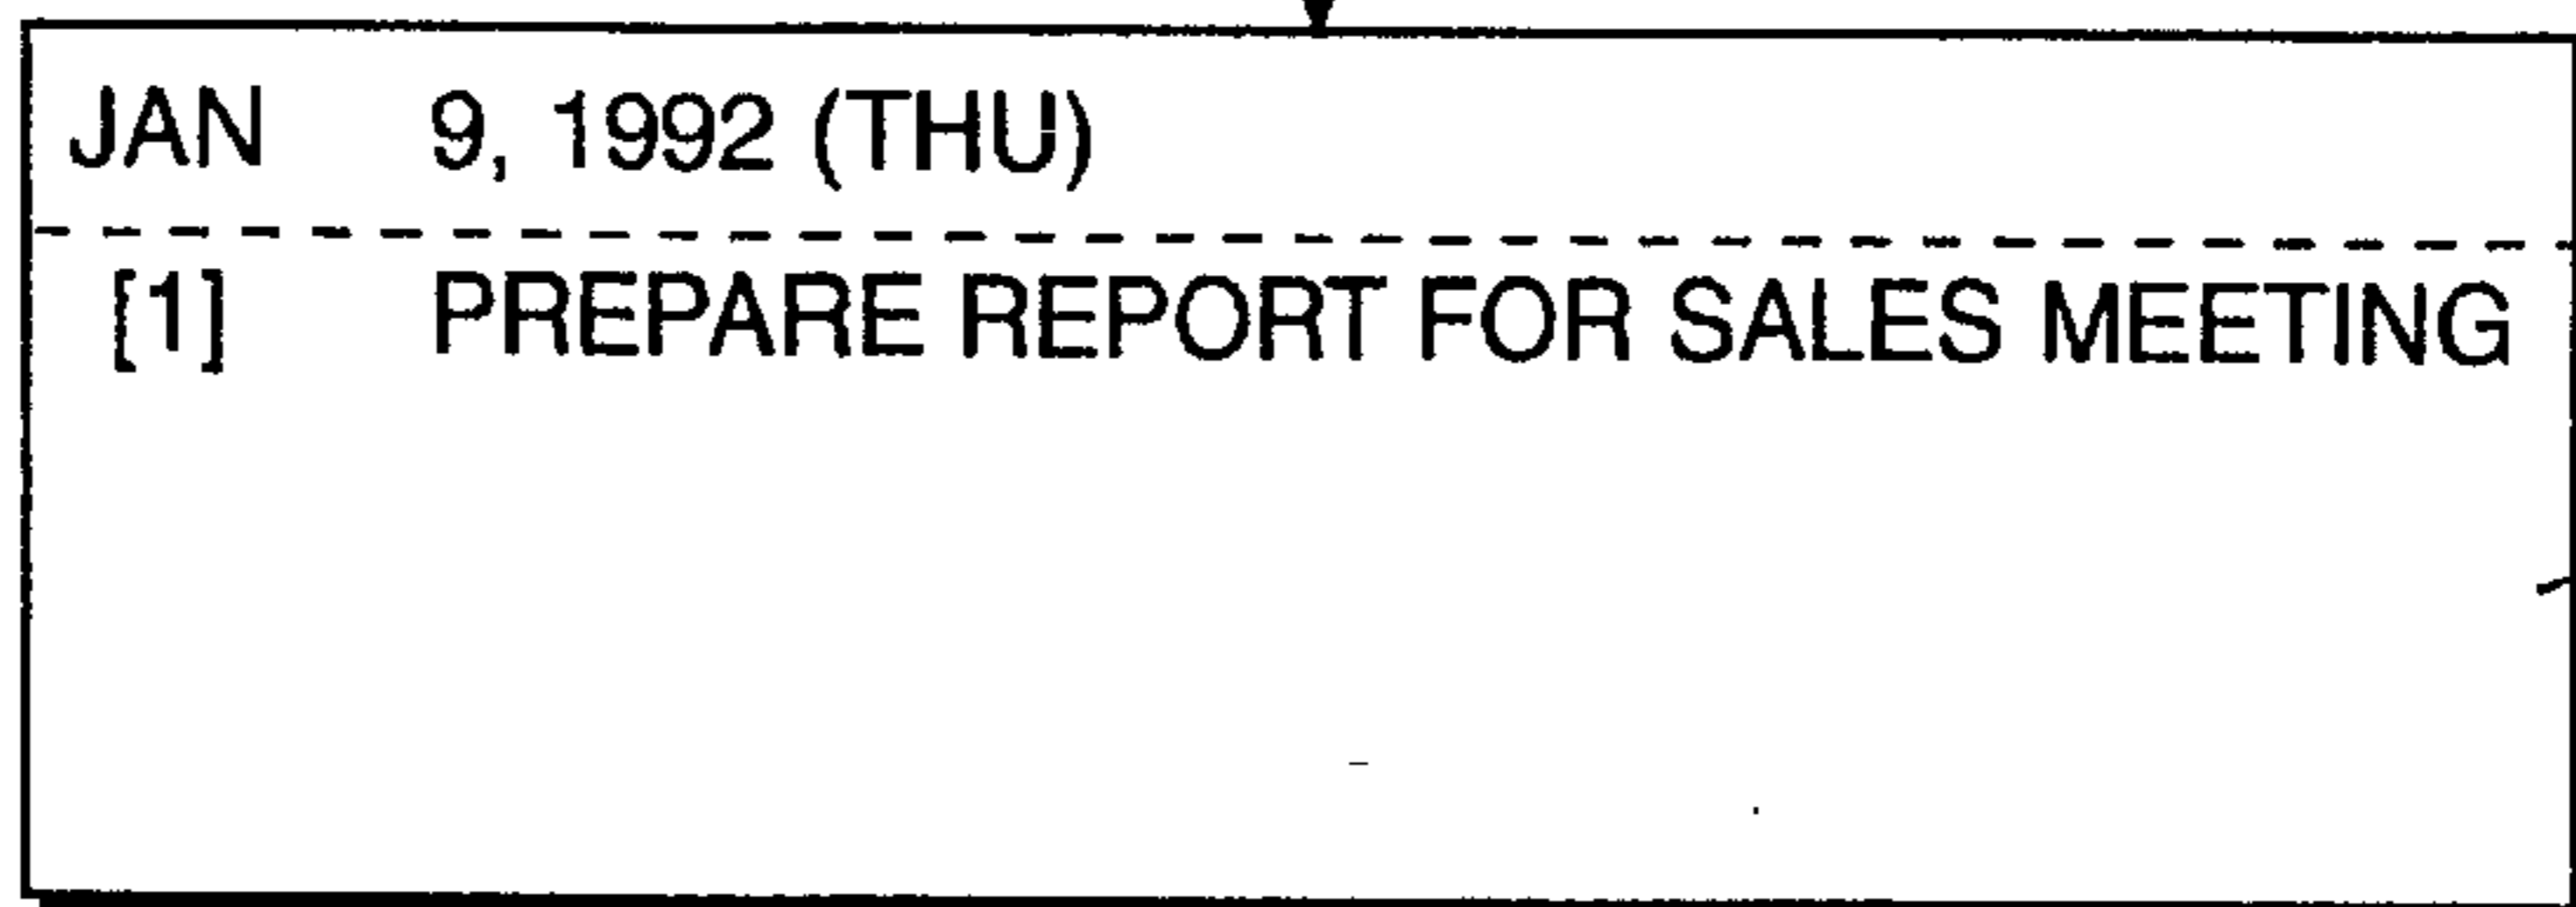 JAN 9, 1992 (THU)
[1] PREPARE REPORT FOR SALES MEETING